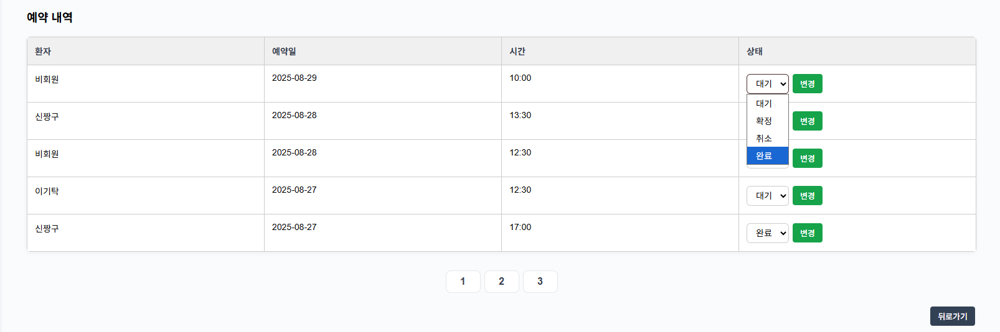 예약 내역
환자 예약일 시간 상태
비회원 2025-08-29 10:00 대기 변경
대기
확정
취소
완료
신짱구 2025-08-28 13:30 변경
비회원 2025-08-28 12:30 변경
이기탁 2025-08-27 12:30 대기 변경
신짱구 2025-08-27 17:00 완료 변경
1 2 3
뒤로가기